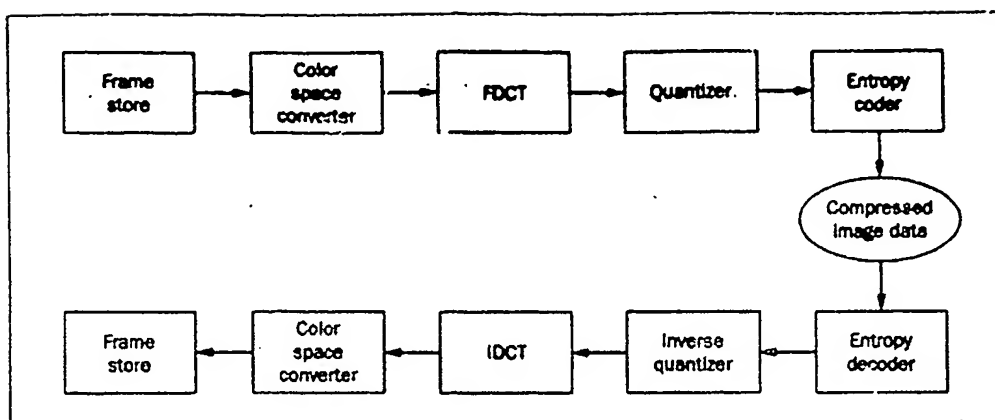 Frame
store
Color
space
converter
FDCT
Quantizer
Entropy
coder
Compressed
image data
Frame
store
Color
space
converter
IDCT
Inverse
quantizer
Entropy
decoder